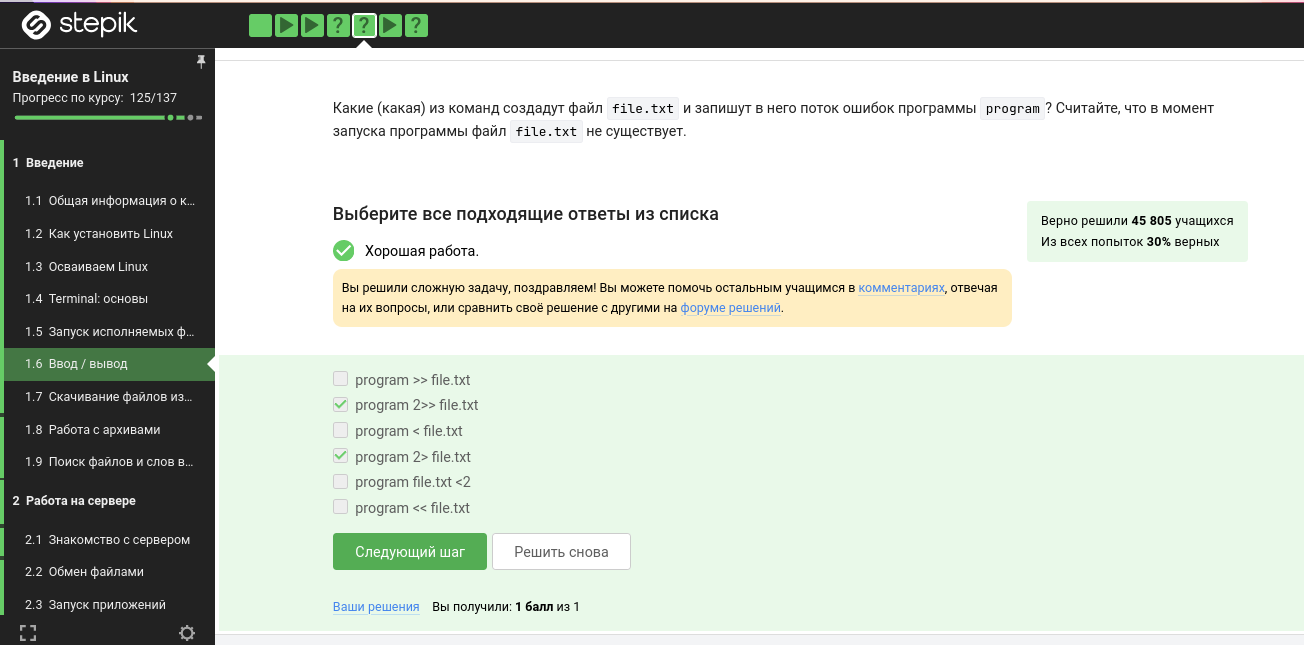 stepik
? ? ?
Введение в Linux
Прогресс по курсу: 125/137
1 Введение
1.1 Общая информация о к...
1.2 Как установить Linux
1.3 Осваиваем Linux
1.4 Terminal: основы
1.5 Запуск исполняемых ф...
1.6 Ввод / вывод
1.7 Скачивание файлов из...
1.8 Работа с архивами
1.9 Поиск файлов и слов в...
2 Работа на сервере
2.1 Знакомство с сервером
2.2 Обмен файлами
2.3 Запуск приложений
Какие (какая) из команд создадут файл file.txt и запишут в него поток ошибок программы program? Считайте, что в момент
запуска программы файл file.txt не существует.
Выберите все подходящие ответы из списка
Верно решили 45 805 учащихся
Из всех попыток 30% верных
Хорошая работа.
Вы решили сложную задачу, поздравляем! Вы можете помочь остальным учащимся в комментариях, отвечая
на их вопросы, или сравнить своё решение с другими на форуме решений.
program >> file.txt
program 2>> file.txt
program < file.txt
program 2> file.txt
program file.txt <2
program << file.txt
Следующий шаг
Решить снова
Ваши решения Вы получили: 1 балл из 1